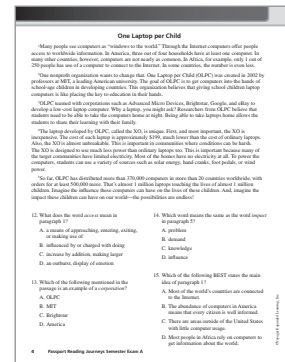 One Laptop per Child
¹Many people see computers as "windows to the world." Through the Internet computers offer people
access to worldwide information. In America, three out of four households have at least one computer. In
many other countries, however, computers are not nearly as common. In Africa, for example, only 1 out of
250 people has use of a computer to connect to the Internet. In some countries, the number is even less.
²One nonprofit organization wants to change that. One Laptop per Child (OLPC) was created in 2002 by
professors at MIT, a leading American university. The goal of OLPC is to get computers into the hands of
school-age children in developing countries. This organization believes that giving school children laptop
computers is like placing the key to education in their hands.
³OLPC teamed with corporations such as Advanced Micro Devices, Brightstar, Google, and eBay to
develop a low-cost laptop computer. Why a laptop, you might ask? Researchers from OLPC believe that
students need to be able to take the computers home at night. Being able to take laptops home allows the
students to share their learning with their family.
⁴The laptop developed by OLPC, called the XO, is unique. First, and most important, the XO is
inexpensive. The cost of each laptop is approximately $199, much lower than the cost of ordinary laptops.
Also, the XO is almost unbreakable. This is important in communities where conditions can be harsh.
The XO is designed to use much less power than ordinary laptops too. This is important because many of
the target communities have limited electricity. Most of the homes have no electricity at all. To power the
computers, students can use a variety of sources such as solar energy, hand cranks, foot pedals, or wind
power.
⁵So far, OLPC has distributed more than 370,000 computers in more than 20 countries worldwide, with
orders for at least 500,000 more. That's almost 1 million laptops reaching the lives of almost 1 million
children. Imagine the influence these computers can have on the lives of these children. And, imagine the
impact these children can have on our world—the possibilities are endless!
12. What does the word access mean in
paragraph 1?
A. a means of approaching, entering, exiting,
or making use of
B. influenced by or charged with doing
C. increase by addition, making larger
D. an outburst, display of emotion
13. Which of the following mentioned in the
passage is an example of a corporation?
A. OLPC
B. MIT
C. Brightstar
D. America
14. Which word means the same as the word impact
in paragraph 5?
A. problem
B. demand
C. knowledge
D. influence
15. Which of the following BEST states the main
idea of paragraph 1?
A. Most of the world's countries are connected
to the Internet.
B. The abundance of computers in America
means that every citizen is well informed.
C. There are areas outside of the United States
with little computer usage.
D. Most people in Africa rely on computers to
get information about the world.
4 Passport Reading Journeys Semester Exam A